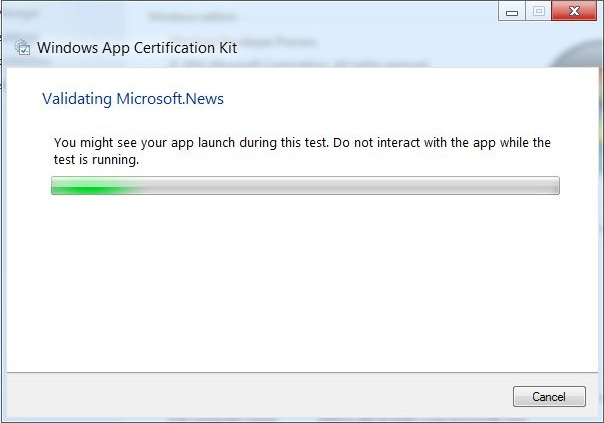 Windows App Certification Kit
Validating Microsoft.News
You might see your app launch during this test. Do not interact with the app while the
test is running.
Cancel